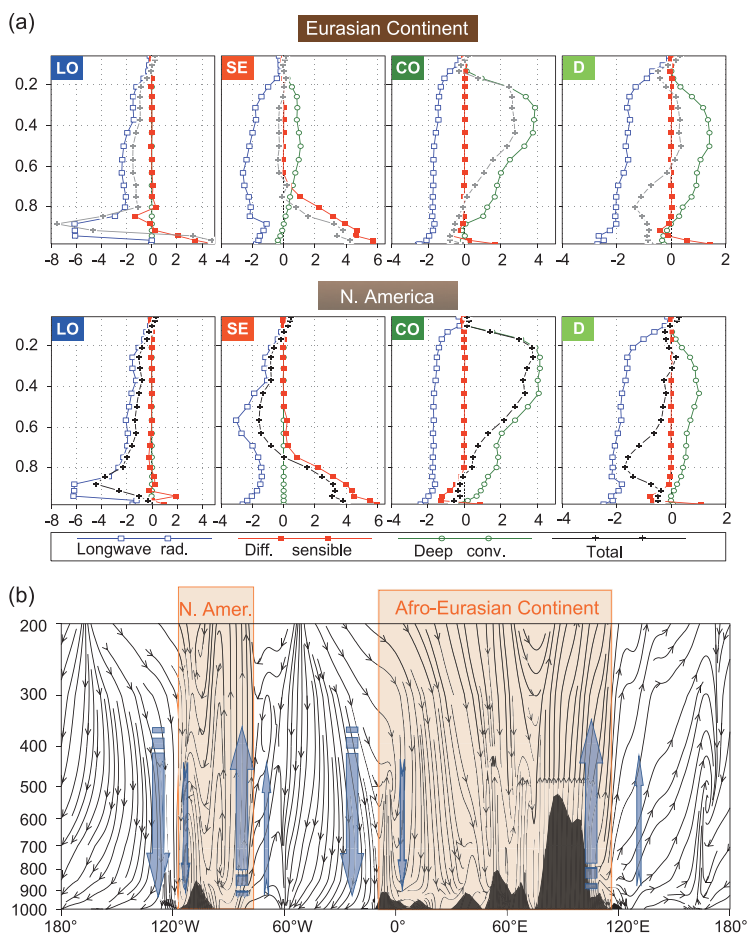 (a)
Eurasian Continent
LO SE CO D
0.2
0.4
0.6
0.8
-8 -6 -4 -2 0 2 4 -4 -2 0 2 4 6 -4 -2 0 2 4 -4 -2 0 2
N. America
LO SE CO D
0.2
0.4
0.6
0.8
-8 -6 -4 -2 0 2 4 -4 -2 0 2 4 6 -4 -2 0 2 4 -4 -2 0 2
Longwave rad. Diff. sensible Deep conv. Total
(b)
N. Amer. Afro-Eurasian Continent
200
300
400
500
600
700
800
900
1000
180° 120°W 60°W 0° 60°E 120°E 180°